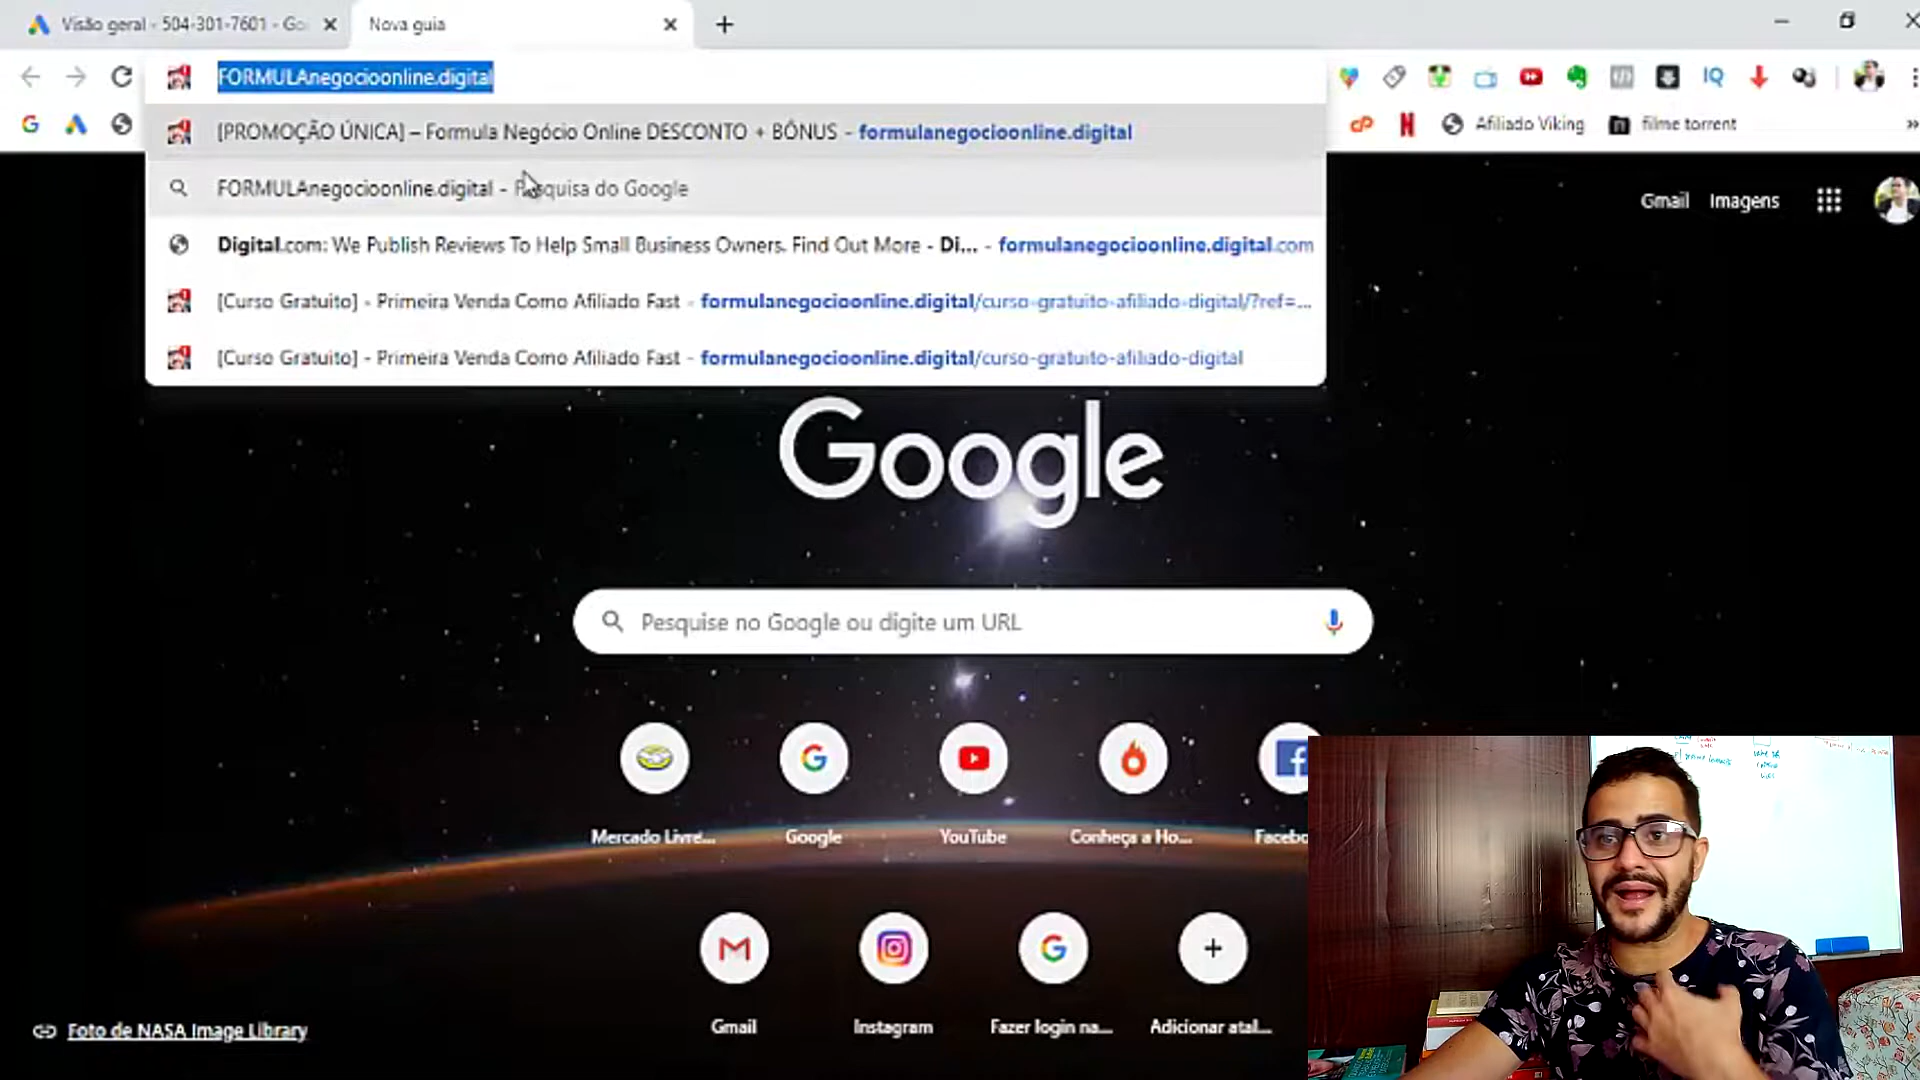 Visão geral - 504-301-7601 - Go
Nova guia
FORMULAnegocioonline.digital
[PROMOÇÃO ÚNICA] – Formula Negócio Online DESCONTO + BÔNUS - formulanegocioonline.digital
FORMULAnegocioonline.digital - Pesquisa do Google
Digital.com: We Publish Reviews To Help Small Business Owners. Find Out More - Di... - formulanegocioonline.digital.com
[Curso Gratuito] - Primeira Venda Como Afiliado Fast - formulanegocioonline.digital/curso-gratuito-afiliado-digital/?ref=...
[Curso Gratuito] - Primeira Venda Como Afiliado Fast - formulanegocioonline.digital/curso-gratuito-afiliado-digital
IQ
Afiliado Viking
filme torrent
»
Gmail
Imagens
Google
Pesquise no Google ou digite um URL
Mercado Livre...
Google
YouTube
Conheça a Ho...
Facebo
Gmail
Instagram
Fazer login na...
Adicionar atal...
Foto de NASA Image Library